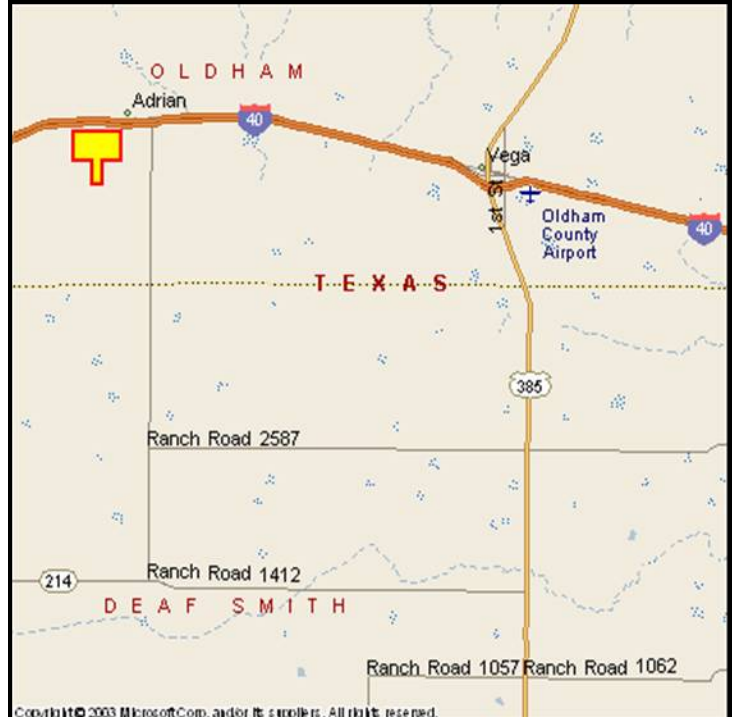 OLDHAM
Adrian
40
Vega
1st St
Oldham
County
Airport
40
TEXAS
385
Ranch Road 2587
214
Ranch Road 1412
DEAF SMITH
Ranch Road 1057 Ranch Road 1062
Copyright © 2003 Microsoft Corp. and/or its suppliers. All rights reserved.